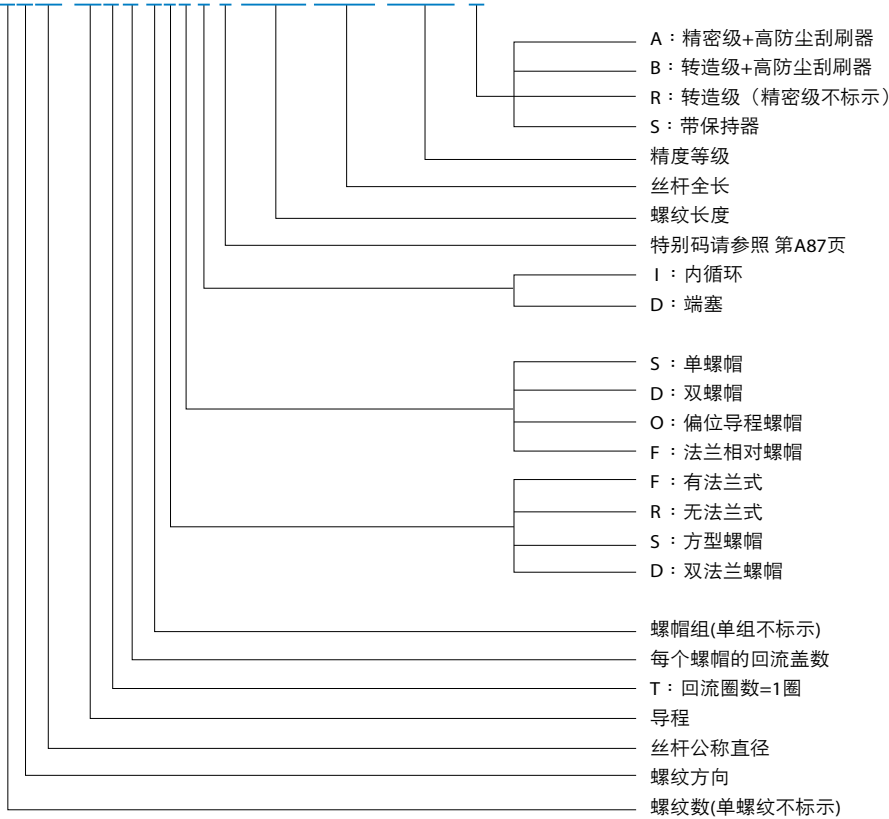 A：精密级+高防尘刮刷器
B：转造级+高防尘刮刷器
R：转造级（精密级不标示）
S：带保持器
精度等级
丝杆全长
螺纹长度
特别码请参照 第A87页
I：内循环
D：端塞
S：单螺帽
D：双螺帽
O：偏位导程螺帽
F：法兰相对螺帽
F：有法兰式
R：无法兰式
S：方型螺帽
D：双法兰螺帽
螺帽组(单组不标示)
每个螺帽的回流盖数
T：回流圈数=1圈
导程
丝杆公称直径
螺纹方向
螺纹数(单螺纹不标示)